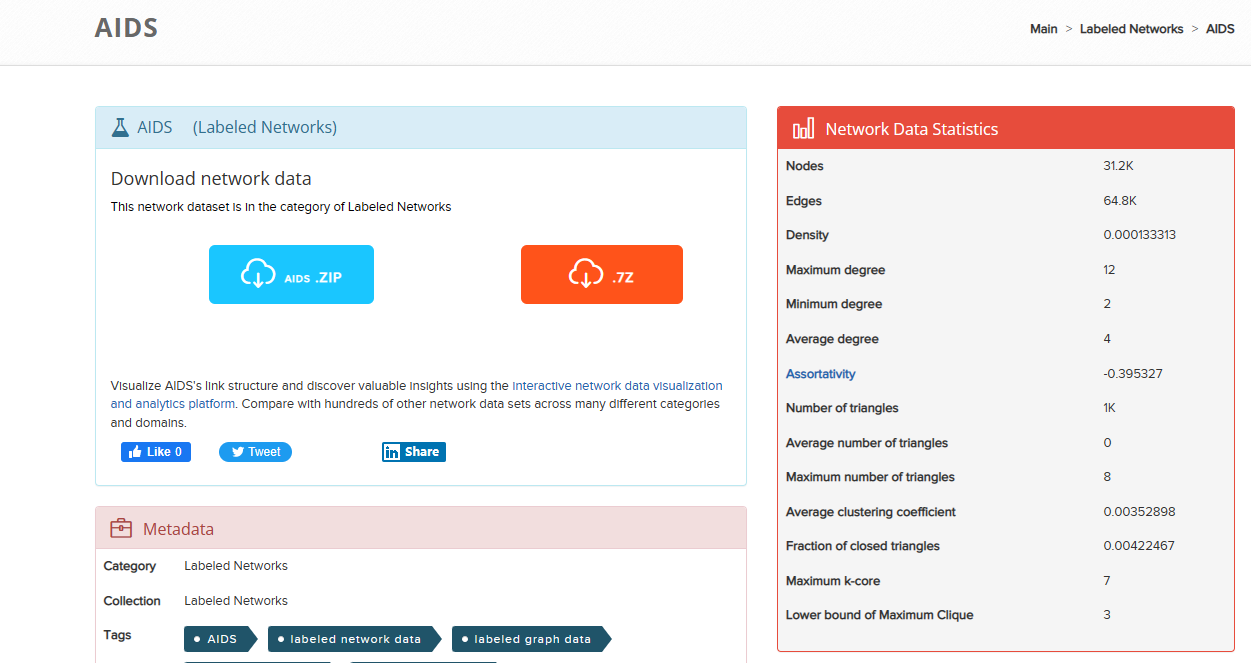 AIDS
Main > Labeled Networks > AIDS
AIDS (Labeled Networks)
Download network data
This network dataset is in the category of Labeled Networks
AIDS .ZIP
.7Z
Visualize AIDS's link structure and discover valuable insights using the interactive network data visualization
and analytics platform. Compare with hundreds of other network data sets across many different categories
and domains.
Like 0
Tweet
in Share
Metadata
Category Labeled Networks
Collection Labeled Networks
Tags AIDS labeled network data labeled graph data
Network Data Statistics
Nodes 31.2K
Edges 64.8K
Density 0.000133313
Maximum degree 12
Minimum degree 2
Average degree 4
Assortativity -0.395327
Number of triangles 1K
Average number of triangles 0
Maximum number of triangles 8
Average clustering coefficient 0.00352898
Fraction of closed triangles 0.00422467
Maximum k-core 7
Lower bound of Maximum Clique 3